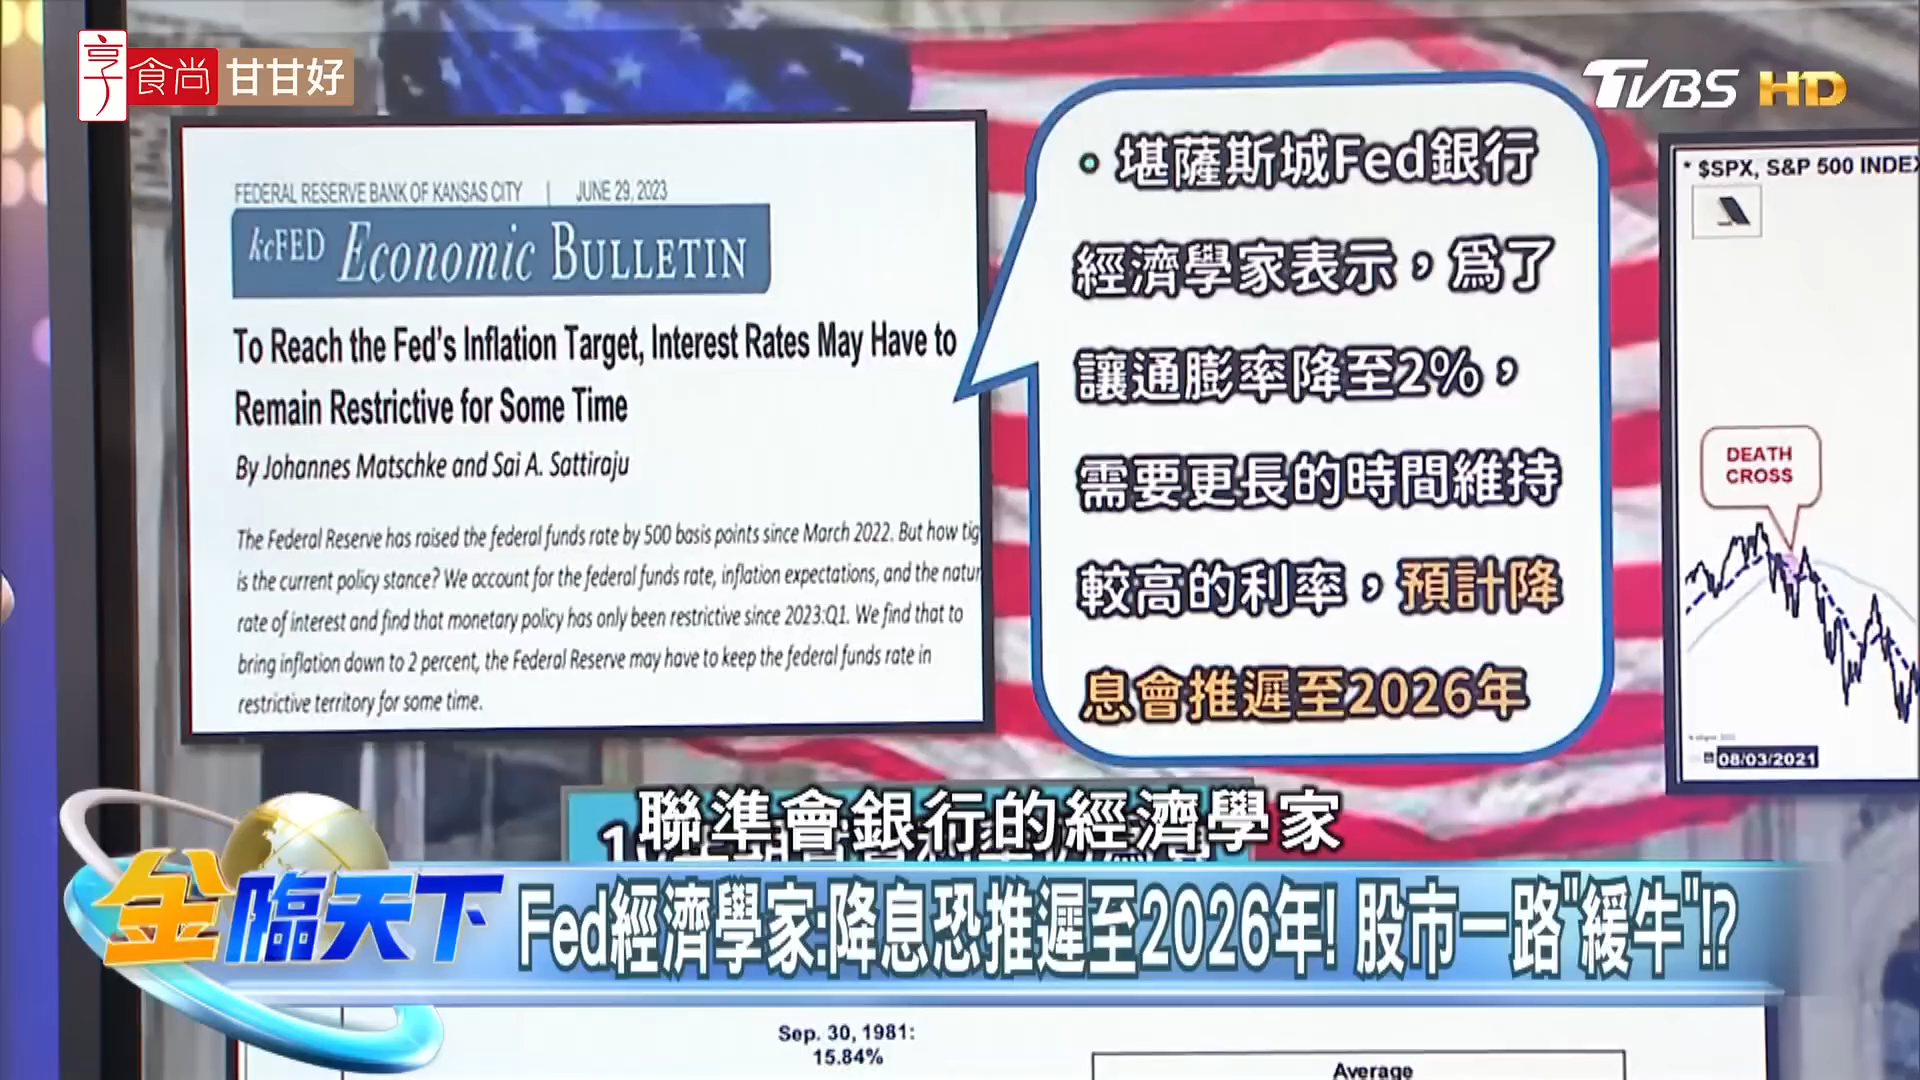 享食尚 甘甘好
TVBS HD
FEDERAL RESERVE BANK OF KANSAS CITY | JUNE 29, 2023
kcFED Economic BULLETIN
To Reach the Fed's Inflation Target, Interest Rates May Have to
Remain Restrictive for Some Time
By Johannes Matschke and Sai A. Sattiraju
The Federal Reserve has raised the federal funds rate by 500 basis points since March 2022. But how tig
is the current policy stance? We account for the federal funds rate, inflation expectations, and the natur
rate of interest and find that monetary policy has only been restrictive since 2023:Q1. We find that to
bring inflation down to 2 percent, the Federal Reserve may have to keep the federal funds rate in
restrictive territory for some time.
• 堪薩斯城Fed銀行
經濟學家表示，為了
讓通膨率降至2%，
需要更長的時間維持
較高的利率，預計降
息會推遲至2026年
* $SPX, S&P 500 INDEX
DEATH
CROSS
08/03/2021
聯準會銀行的經濟學家
金臨天下
Fed經濟學家:降息恐推遲至2026年! 股市一路"緩牛"!?
Sep. 30, 1981:
15.84%
Average